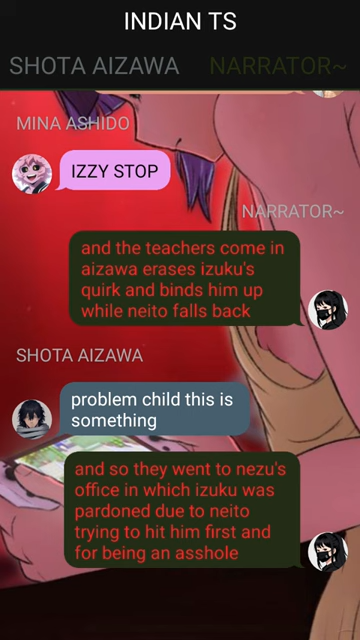 INDIAN TS
SHOTA AIZAWA NARRATOR~
MINA ASHIDO
IZZY STOP
NARRATOR~
and the teachers come in
aizawa erases izuku's
quirk and binds him up
while neito falls back
SHOTA AIZAWA
problem child this is
something
and so they went to nezu's
office in which izuku was
pardoned due to neito
trying to hit him first and
for being an asshole